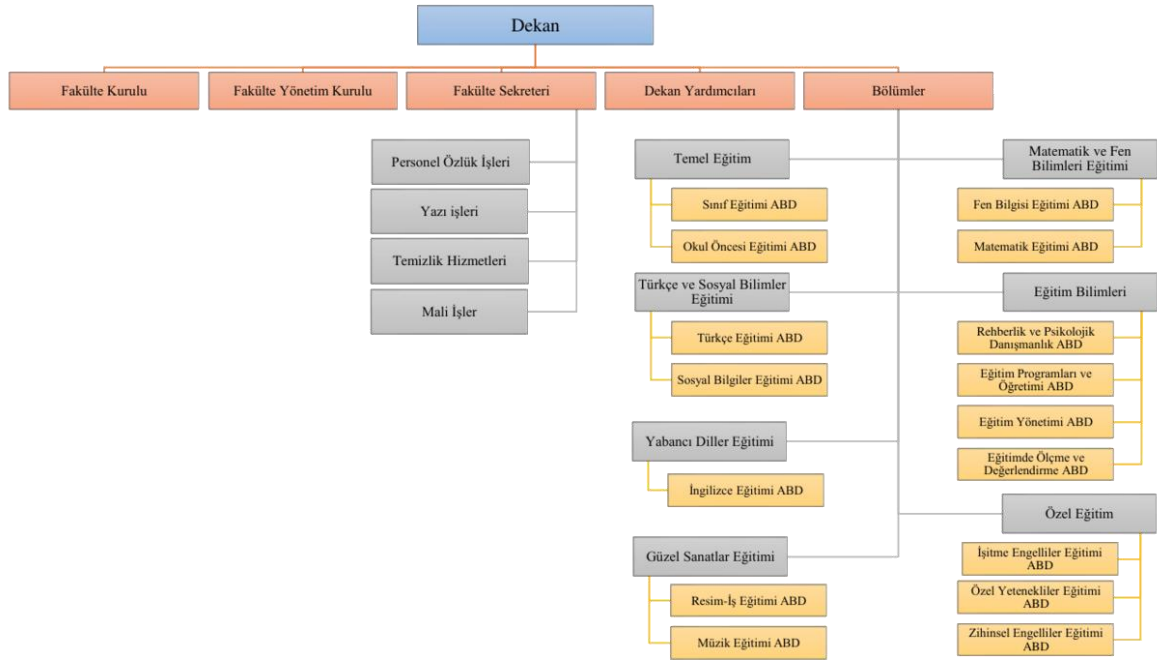 Dekan
Fakülte Kurulu
Fakülte Yönetim Kurulu
Fakülte Sekreteri
Dekan Yardımcıları
Bölümler
Personel Özlük İşleri
Yazı işleri
Temizlik Hizmetleri
Mali İşler
Temel Eğitim
Sınıf Eğitimi ABD
Okul Öncesi Eğitimi ABD
Türkçe ve Sosyal Bilimler
Eğitimi
Türkçe Eğitimi ABD
Sosyal Bilgiler Eğitimi ABD
Yabancı Diller Eğitimi
İngilizce Eğitimi ABD
Güzel Sanatlar Eğitimi
Resim-İş Eğitimi ABD
Müzik Eğitimi ABD
Matematik ve Fen
Bilimleri Eğitimi
Fen Bilgisi Eğitimi ABD
Matematik Eğitimi ABD
Eğitim Bilimleri
Rehberlik ve Psikolojik
Danışmanlık ABD
Eğitim Programları ve
Öğretimi ABD
Eğitim Yönetimi ABD
Eğitimde Ölçme ve
Değerlendirme ABD
Özel Eğitim
İşitme Engelliler Eğitimi
ABD
Özel Yetenekliler Eğitimi
ABD
Zihinsel Engelliler Eğitimi
ABD